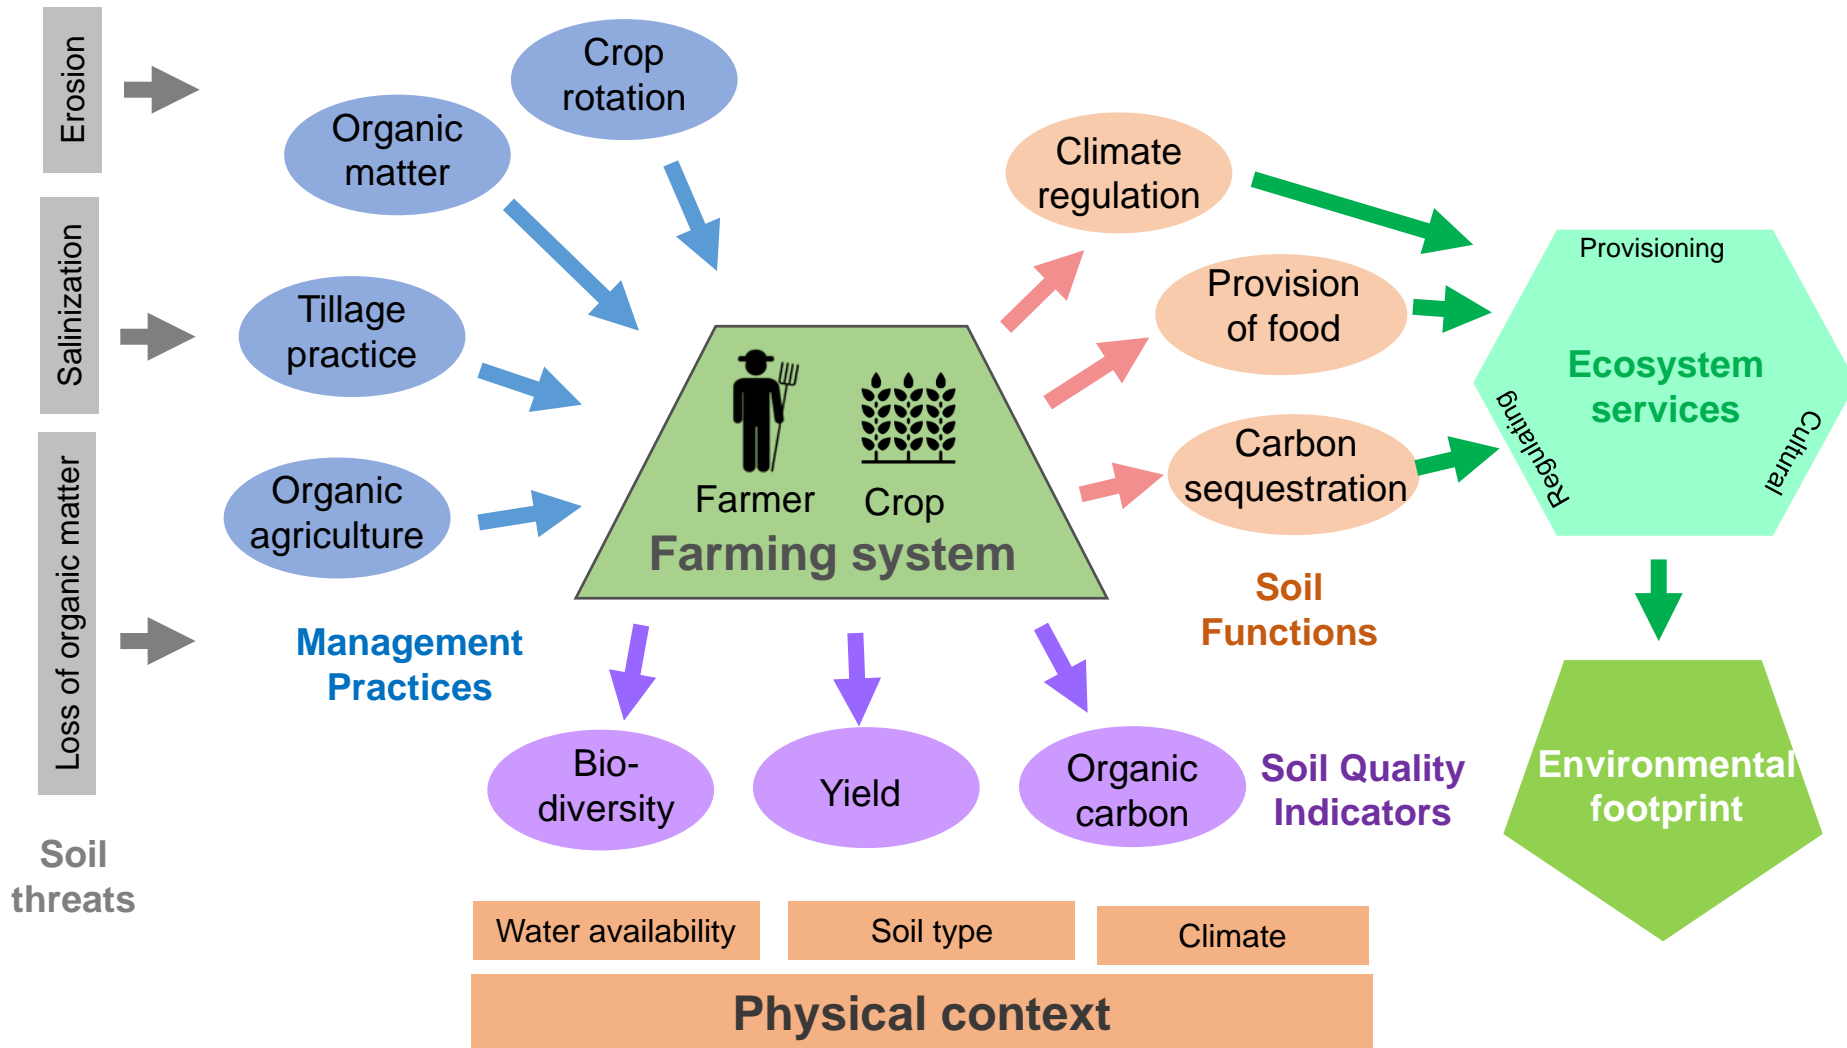 Erosion
Salinization
Loss of organic matter
Soil
threats
Crop
rotation
Organic
matter
Tillage
practice
Organic
agriculture
Management
Practices
Farmer
Crop
Farming system
Climate
regulation
Provision
of food
Carbon
sequestration
Soil
Functions
Provisioning
Ecosystem
services
Regulating
Cultural
Environmental
footprint
Bio-
diversity
Yield
Organic
carbon
Soil Quality
Indicators
Water availability
Soil type
Climate
Physical context